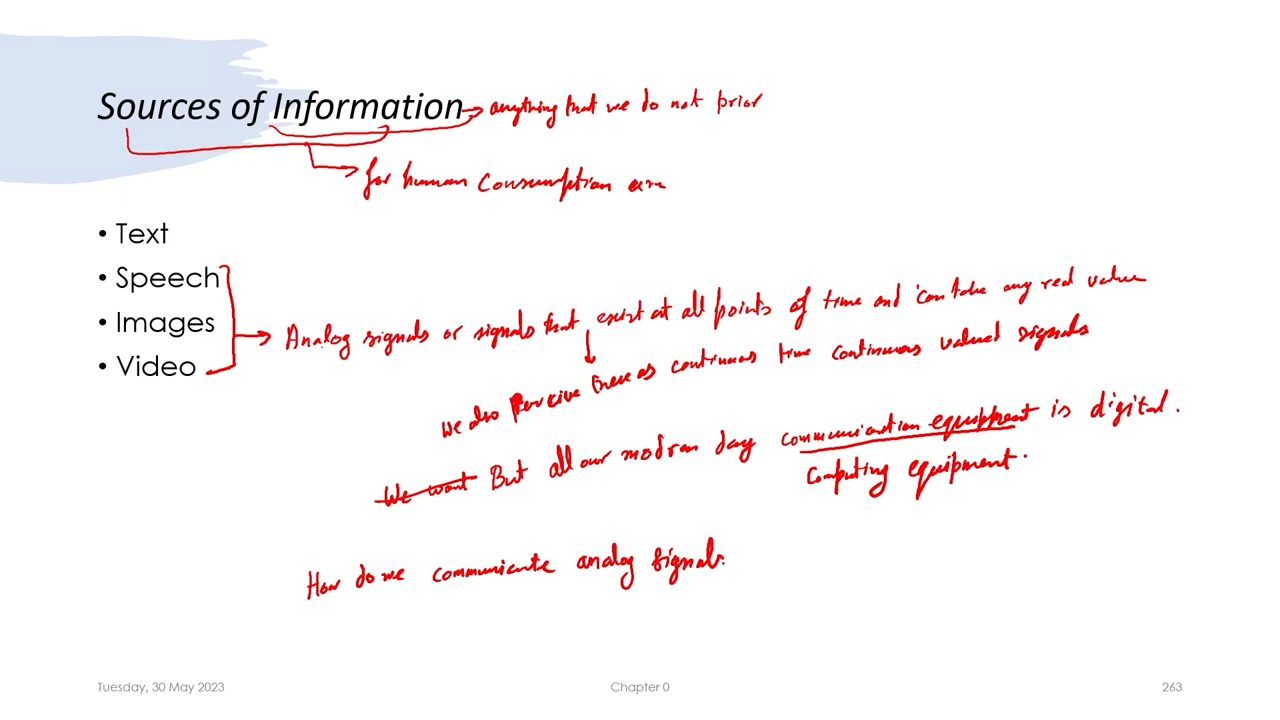 Sources of Information → anything that we do not prior
for human consumption are
• Text
• Speech
• Images
• Video
Analog signals or signals that exist at all points of time and can take any real value
We also perceive these as continuous time continuous valued signals
We want But all our modern day communication equipment is digital.
Computing equipment.
How do we communicate analog signals.
Tuesday, 30 May 2023
Chapter 0
263